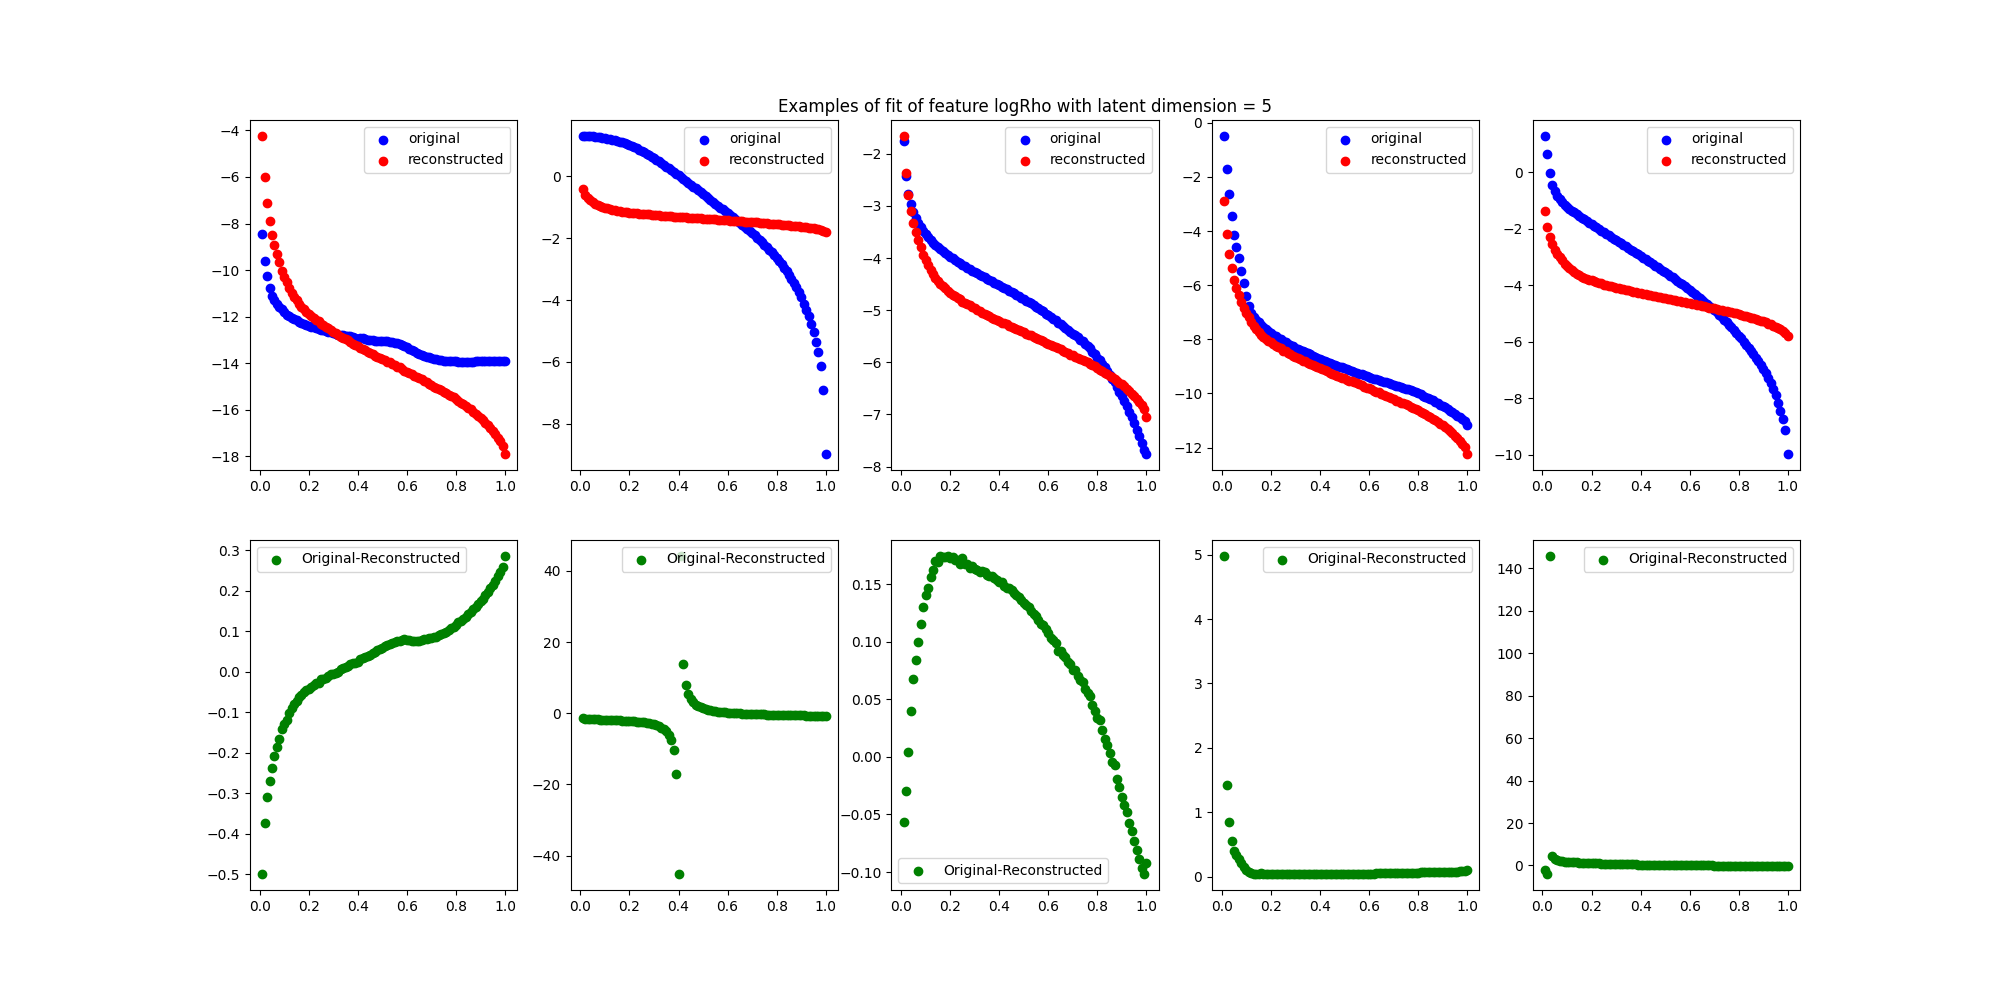 Examples of fit of feature logRho with latent dimension = 5
original
reconstructed
−4
−6
−8
−10
−12
−14
−16
−18
0.0 0.2 0.4 0.6 0.8 1.0
original
reconstructed
0
−2
−4
−6
−8
0.0 0.2 0.4 0.6 0.8 1.0
original
reconstructed
−2
−3
−4
−5
−6
−7
−8
0.0 0.2 0.4 0.6 0.8 1.0
original
reconstructed
0
−2
−4
−6
−8
−10
−12
0.0 0.2 0.4 0.6 0.8 1.0
original
reconstructed
0
−2
−4
−6
−8
−10
0.0 0.2 0.4 0.6 0.8 1.0
Original-Reconstructed
0.3
0.2
0.1
0.0
−0.1
−0.2
−0.3
−0.4
−0.5
0.0 0.2 0.4 0.6 0.8 1.0
Original-Reconstructed
40
20
0
−20
−40
0.0 0.2 0.4 0.6 0.8 1.0
0.15
0.10
0.05
0.00
−0.05
−0.10
Original-Reconstructed
0.0 0.2 0.4 0.6 0.8 1.0
Original-Reconstructed
5
4
3
2
1
0
0.0 0.2 0.4 0.6 0.8 1.0
Original-Reconstructed
140
120
100
80
60
40
20
0
0.0 0.2 0.4 0.6 0.8 1.0